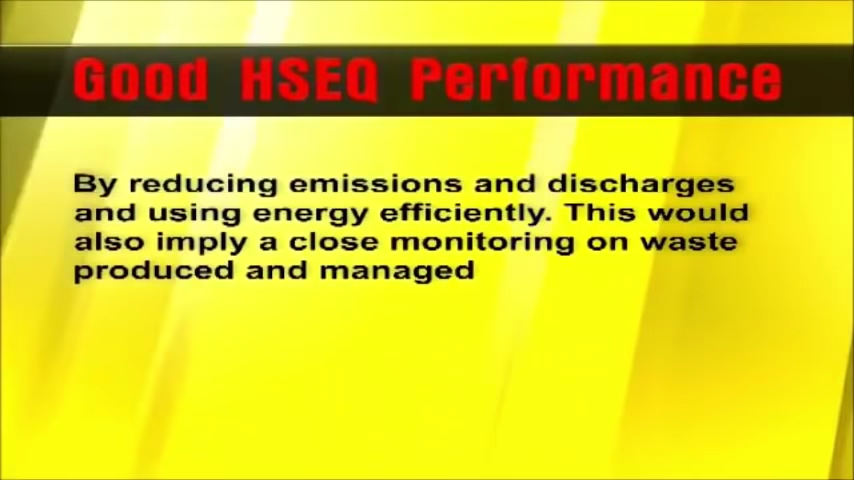 Good HSEQ Performance
By reducing emissions and discharges
and using energy efficiently. This would
also imply a close monitoring on waste
produced and managed